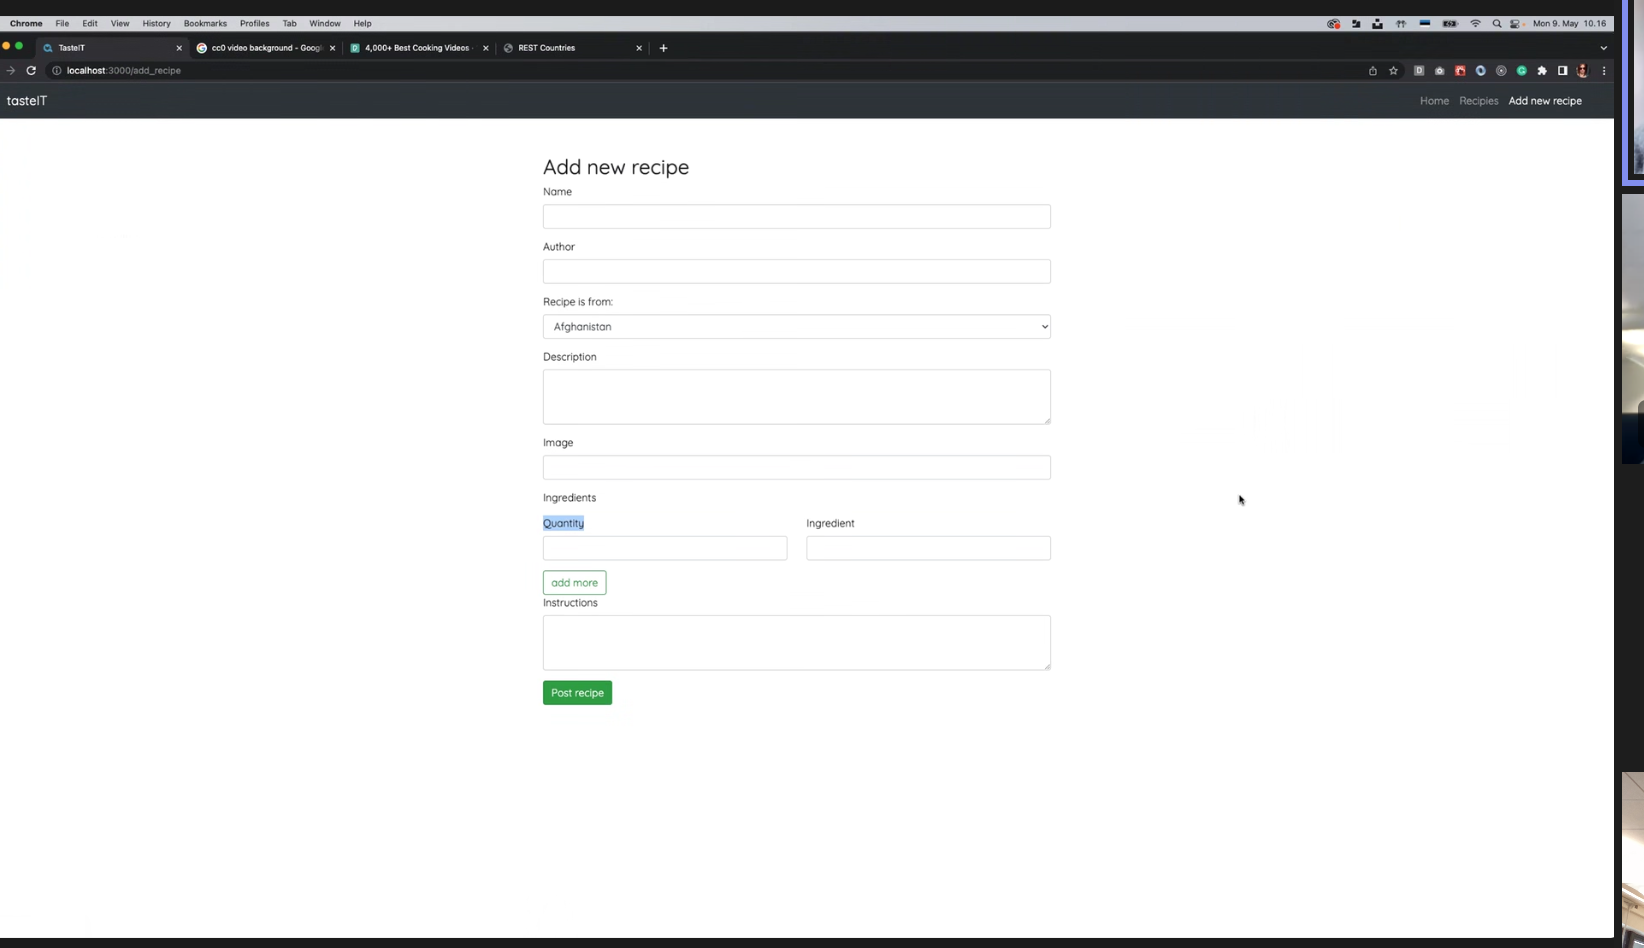 Chrome File Edit View History Bookmarks Profiles Tab Window Help Mon 9. May 10.16
TasteIT cc0 video background - Googl 4,000+ Best Cooking Videos · REST Countries
localhost:3000/add_recipe
tasteIT Home Recipies Add new recipe
Add new recipe
Name
Author
Recipe is from:
Afghanistan
Description
Image
Ingredients
Quantity Ingredient
add more
Instructions
Post recipe